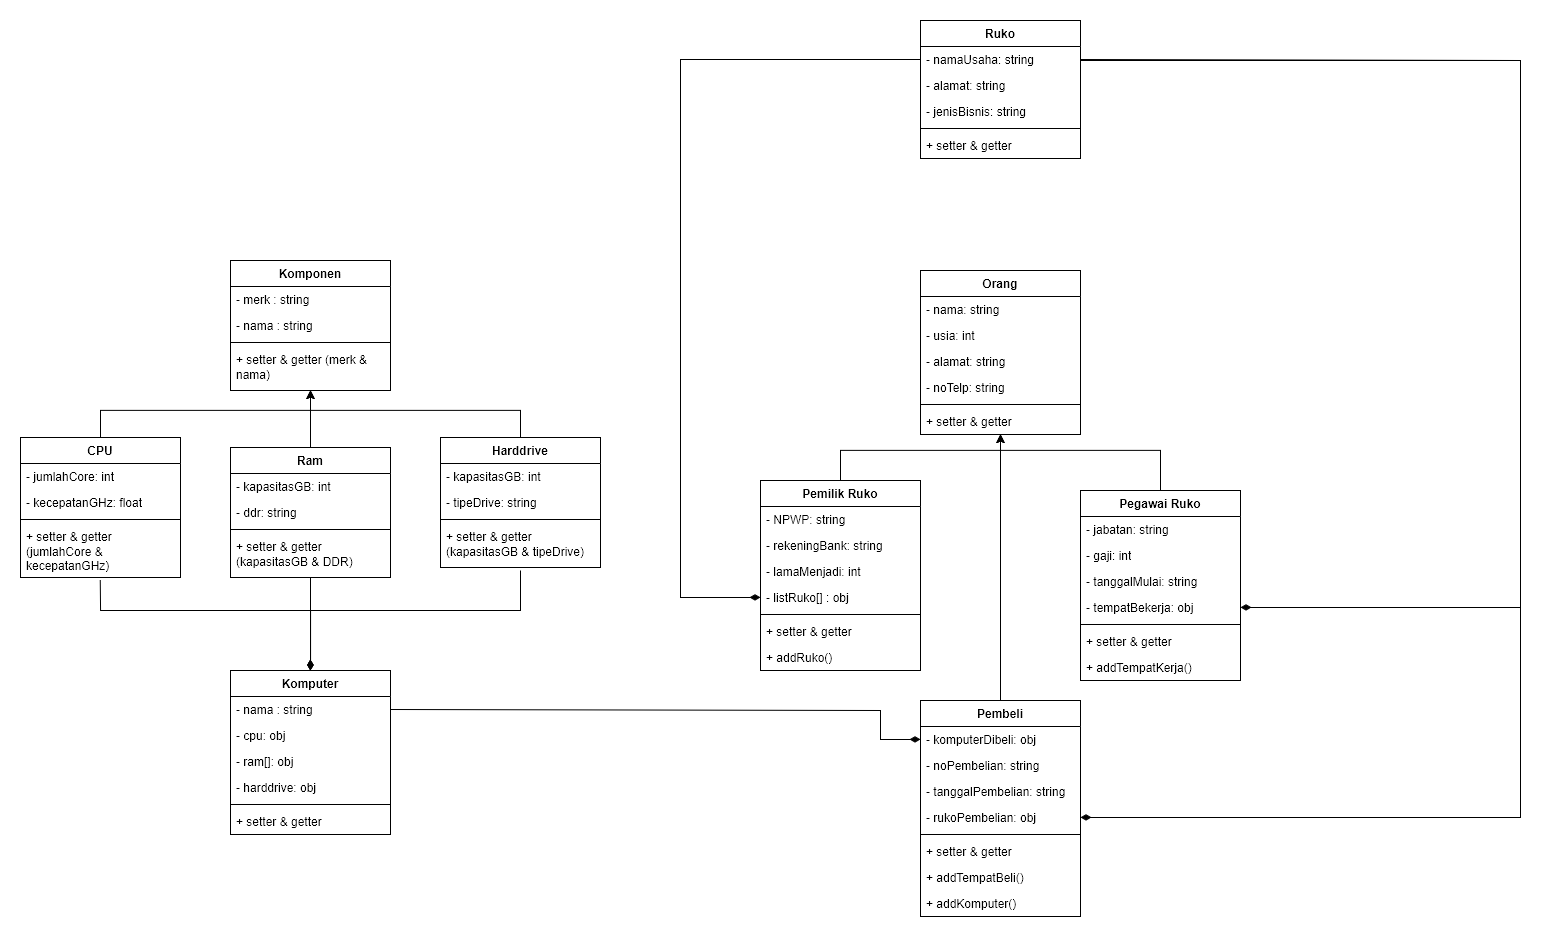 Ruko
- namaUsaha: string
- alamat: string
- jenisBisnis: string
+ setter & getter
Komponen
- merk : string
- nama : string
+ setter & getter (merk &
nama)
Orang
- nama: string
- usia: int
- alamat: string
- noTelp: string
+ setter & getter
CPU
- jumlahCore: int
- kecepatanGHz: float
+ setter & getter
(jumlahCore &
kecepatanGHz)
Ram
- kapasitasGB: int
- ddr: string
+ setter & getter
(kapasitasGB & DDR)
Harddrive
- kapasitasGB: int
- tipeDrive: string
+ setter & getter
(kapasitasGB & tipeDrive)
Pemilik Ruko
- NPWP: string
- rekeningBank: string
- lamaMenjadi: int
- listRuko[] : obj
+ setter & getter
+ addRuko()
Pegawai Ruko
- jabatan: string
- gaji: int
- tanggalMulai: string
- tempatBekerja: obj
+ setter & getter
+ addTempatKerja()
Komputer
- nama : string
- cpu: obj
- ram[]: obj
- harddrive: obj
+ setter & getter
Pembeli
- komputerDibeli: obj
- noPembelian: string
- tanggalPembelian: string
- rukoPembelian: obj
+ setter & getter
+ addTempatBeli()
+ addKomputer()